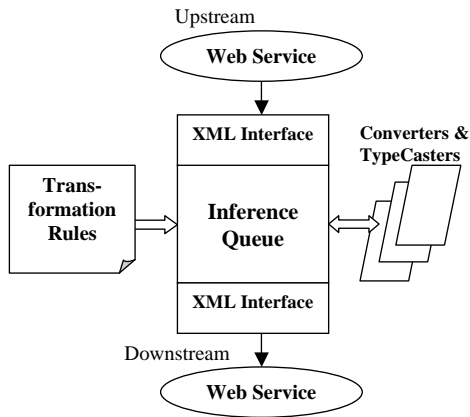 Upstream
Web Service
XML Interface
Converters &
TypeCasters
Trans-
formation
Rules
Inference
Queue
XML Interface
Downstream
Web Service